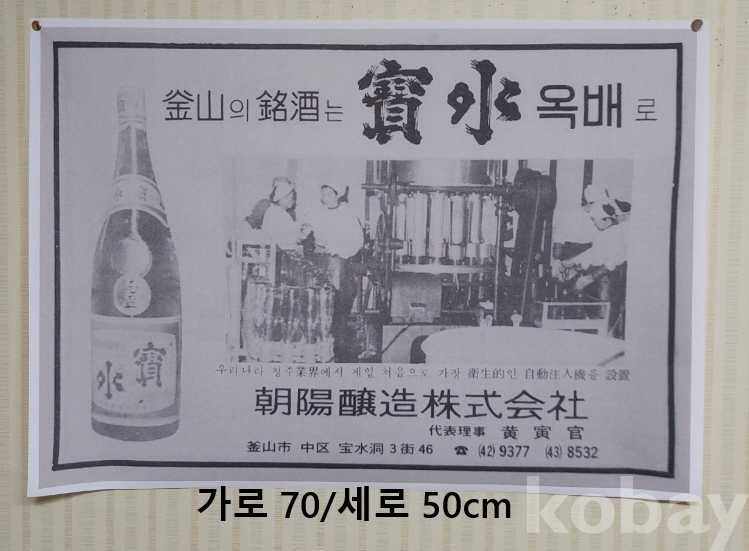 釜山의 銘酒는 寶水 옥배로
寶
水
우리나라 청주業界에서 제일 처음으로 가장 衛生的인 自動注入機를 設置
朝陽釀造株式会社
代表理事 黄寅官
釜山市 中区 宝水洞 3街46 ☎ (42) 9377 (43) 8532
가로 70/세로 50cm
kobay